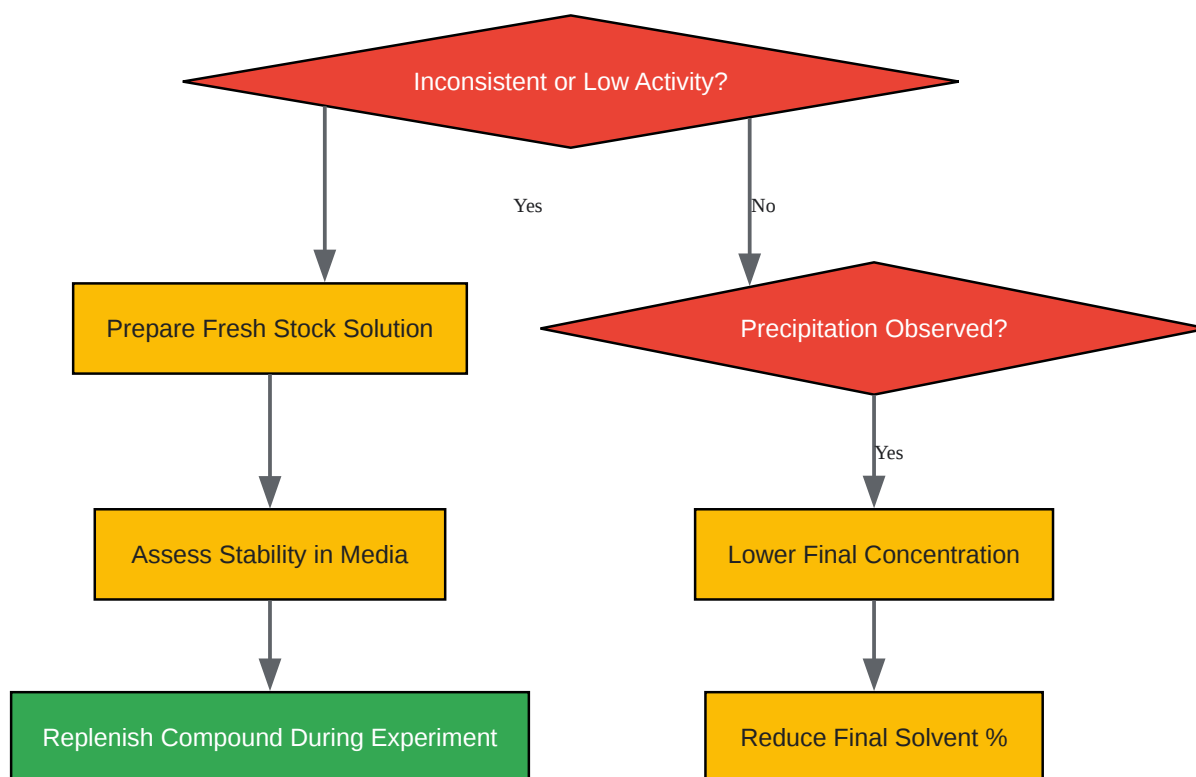 Inconsistent or Low Activity?
Yes
No
Prepare Fresh Stock Solution
Precipitation Observed?
Yes
Assess Stability in Media
Lower Final Concentration
Replenish Compound During Experiment
Reduce Final Solvent %